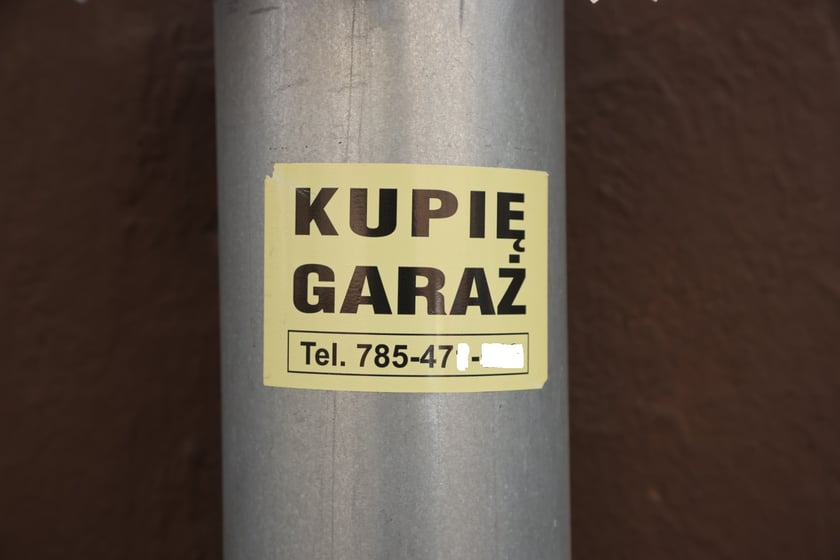 KUPIĘ
GARAŻ
Tel. 785-47